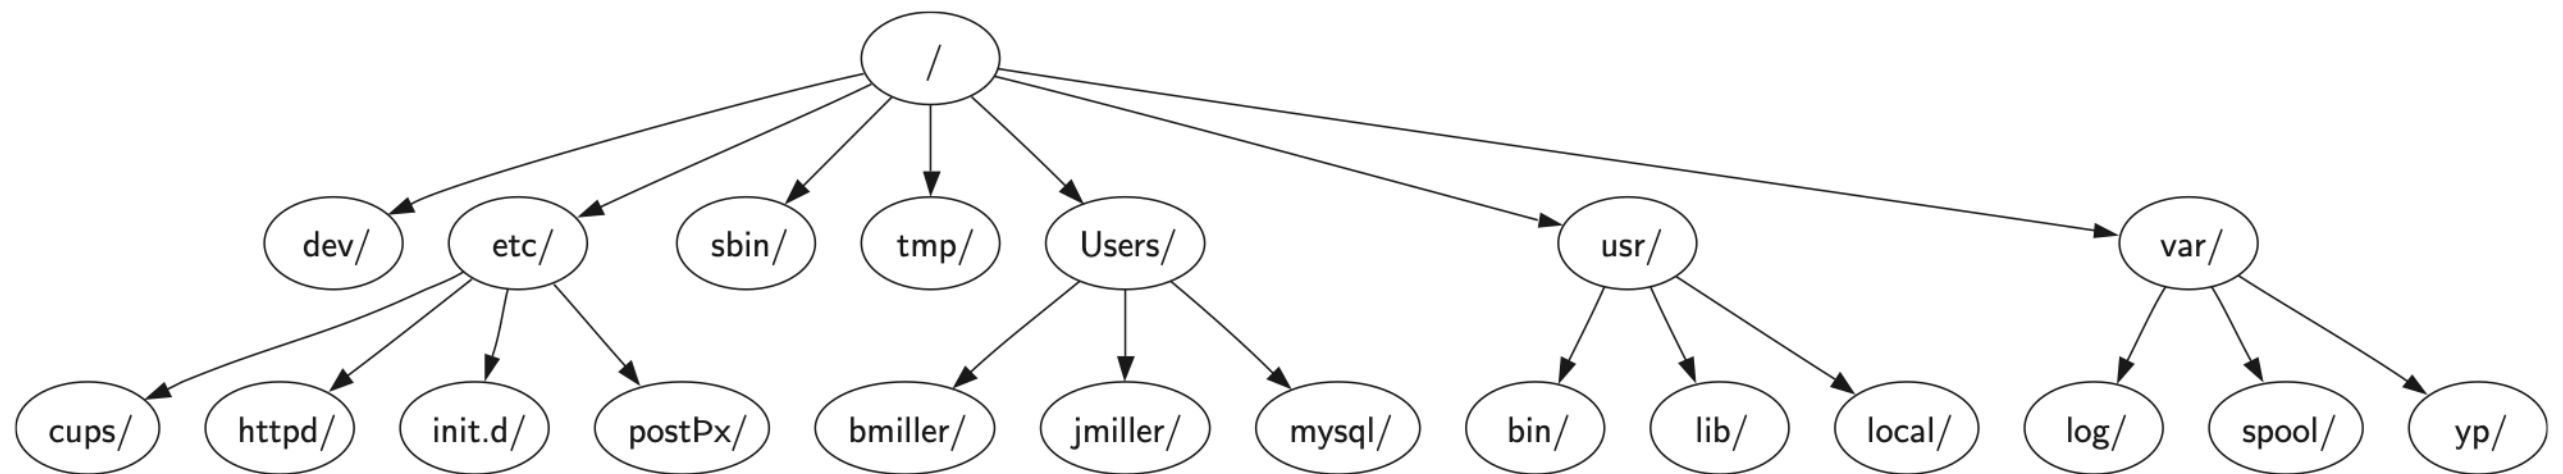 /
dev/ etc/ sbin/ tmp/ Users/ usr/ var/
cups/ httpd/ init.d/ postÞx/ bmiller/ jmiller/ mysql/ bin/ lib/ local/ log/ spool/ yp/